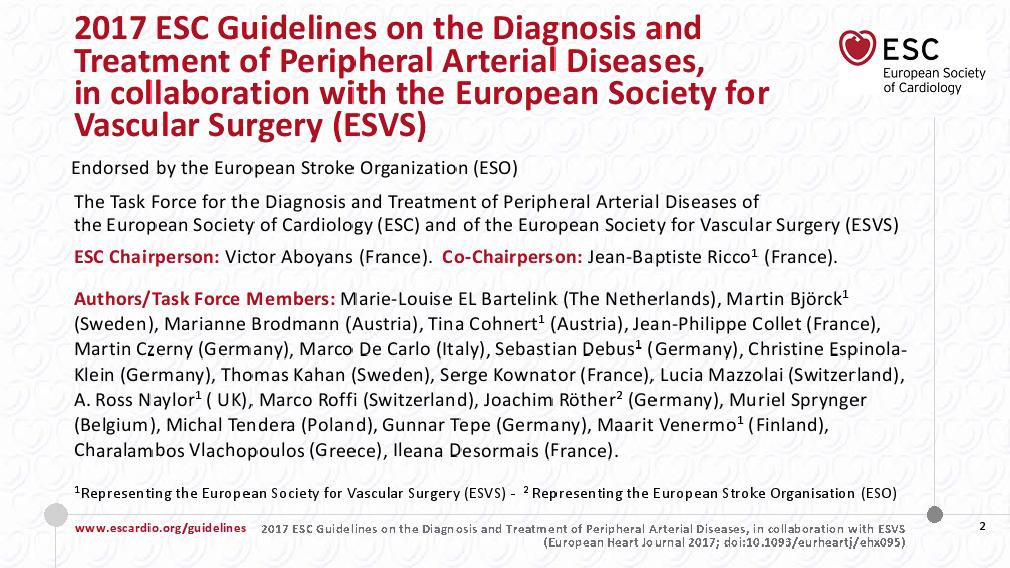 2017 ESC Guidelines on the Diagnosis and
Treatment of Peripheral Arterial Diseases,
in collaboration with the European Society for
Vascular Surgery (ESVS)
ESC
European Society
of Cardiology
Endorsed by the European Stroke Organization (ESO)
The Task Force for the Diagnosis and Treatment of Peripheral Arterial Diseases of
the European Society of Cardiology (ESC) and of the European Society for Vascular Surgery (ESVS)
ESC Chairperson: Victor Aboyans (France). Co-Chairperson: Jean-Baptiste Ricco¹ (France).
Authors/Task Force Members: Marie-Louise EL Bartelink (The Netherlands), Martin Björck¹
(Sweden), Marianne Brodmann (Austria), Tina Cohnert¹ (Austria), Jean-Philippe Collet (France),
Martin Czerny (Germany), Marco De Carlo (Italy), Sebastian Debus¹ (Germany), Christine Espinola-
Klein (Germany), Thomas Kahan (Sweden), Serge Kownator (France), Lucia Mazzolai (Switzerland),
A. Ross Naylor¹ ( UK), Marco Roffi (Switzerland), Joachim Röther² (Germany), Muriel Sprynger
(Belgium), Michal Tendera (Poland), Gunnar Tepe (Germany), Maarit Venermo¹ (Finland),
Charalambos Vlachopoulos (Greece), Ileana Desormais (France).
¹Representing the European Society for Vascular Surgery (ESVS) - ² Representing the European Stroke Organisation (ESO)
www.escardio.org/guidelines
2017 ESC Guidelines on the Diagnosis and Treatment of Peripheral Arterial Diseases, in collaboration with ESVS
(European Heart Journal 2017; doi:10.1093/eurheartj/ehx095)
2